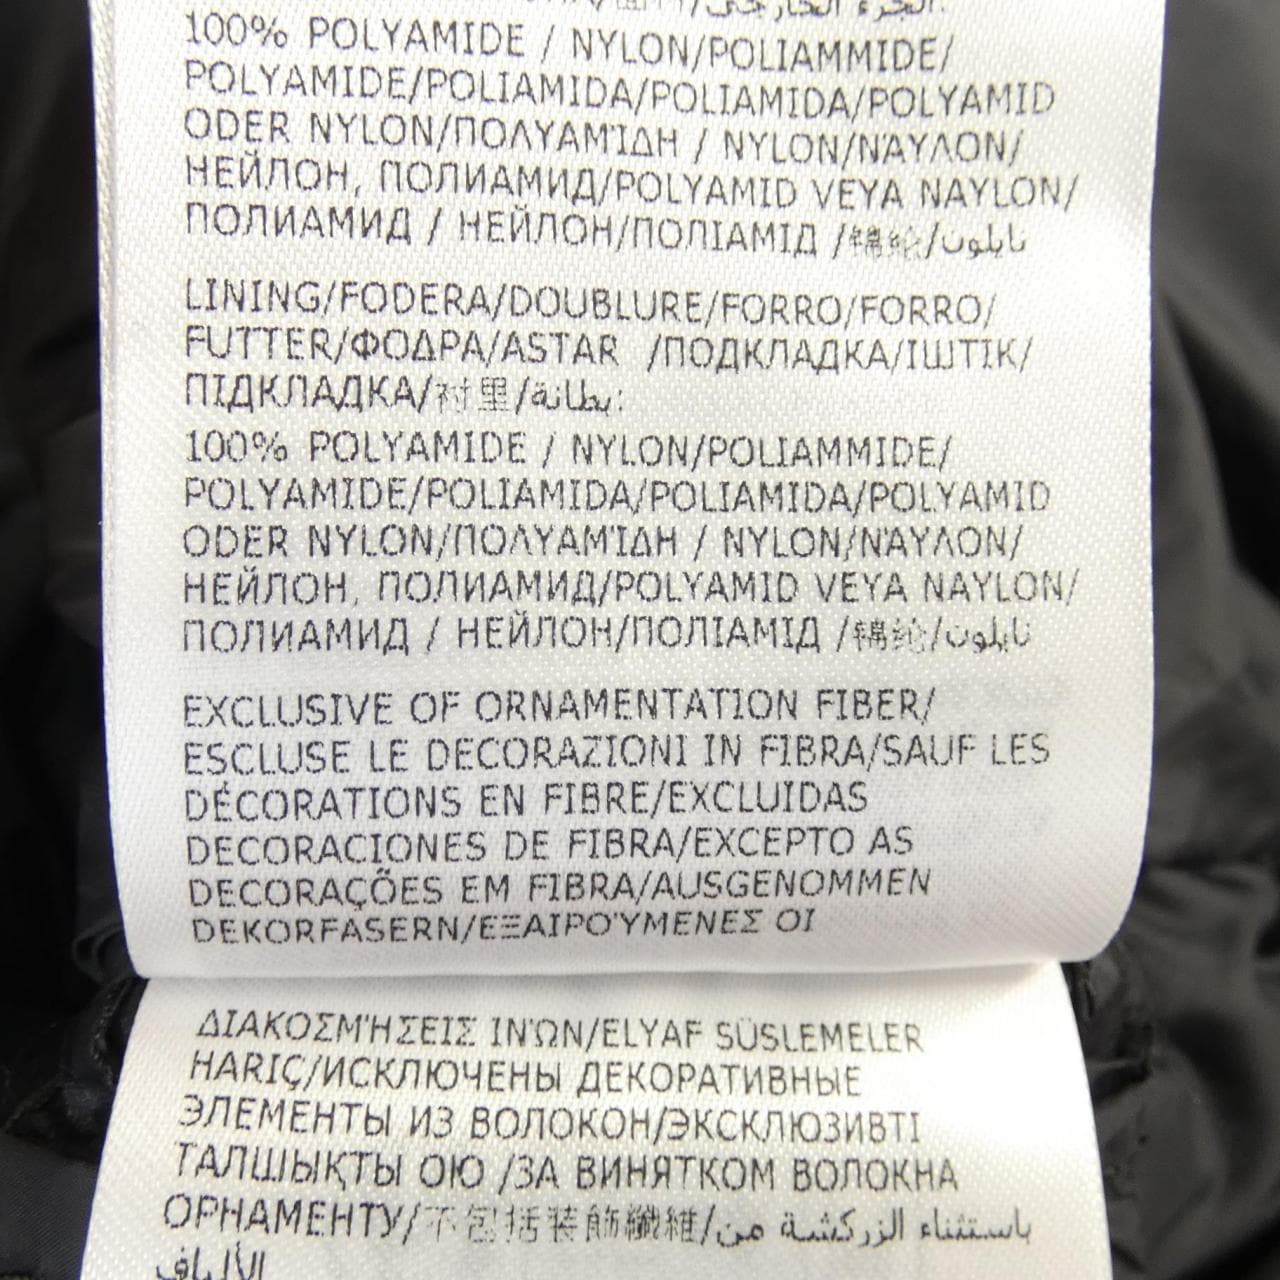 الجزء الخارجي:
100% POLYAMIDE / NYLON/POLIAMMIDE/
POLYAMIDE/POLIAMIDA/POLIAMIDA/POLYAMID
ODER NYLON/ΠΟΛΥΑΜΊΔΗ / NYLON/ΝΆΥΛΟΝ/
НЕЙЛОН, ПОЛИАМИД/POLYAMID VEYA NAYLON/
ПОЛИАМИД / НЕЙЛОН/ПОЛІАМІД /锦纶/نايلون
LINING/FODERA/DOUBLURE/FORRO/FORRO/
FUTTER/ΦΟΔΡΑ/ASTAR /ПОДКЛАДКА/ІШТІК/
ПІДКЛАДКА/衬里/بطانة:
100% POLYAMIDE / NYLON/POLIAMMIDE/
POLYAMIDE/POLIAMIDA/POLIAMIDA/POLYAMID
ODER NYLON/ΠΟΛΥΑΜΊΔΗ / NYLON/ΝΆΥΛΟΝ/
НЕЙЛОН, ПОЛИАМИД/POLYAMID VEYA NAYLON/
ПОЛИАМИД / НЕЙЛОН/ПОЛІАМІД /锦纶/نايلون
EXCLUSIVE OF ORNAMENTATION FIBER/
ESCLUSE LE DECORAZIONI IN FIBRA/SAUF LES
DÉCORATIONS EN FIBRE/EXCLUIDAS
DECORACIONES DE FIBRA/EXCEPTO AS
DECORAÇÕES EM FIBRA/AUSGENOMMEN
DEKORFASERN/ΕΞΑΙΡΟΎΜΕΝΕΣ ΟΙ
ΔΙΑΚΟΣΜΉΣΕΙΣ ΙΝΏΝ/ELYAF SÜSLEMELER
HARIÇ/ИСКЛЮЧЕНЫ ДЕКОРАТИВНЫЕ
ЭЛЕМЕНТЫ ИЗ ВОЛОКОН/ЭКСКЛЮЗИВТІ
ТАЛШЫҚТЫ ОЮ /ЗА ВИНЯТКОМ ВОЛОКНА
ОРНАМЕНТУ/不包括装飾纖維/باستثناء الزركشة من
الألياف